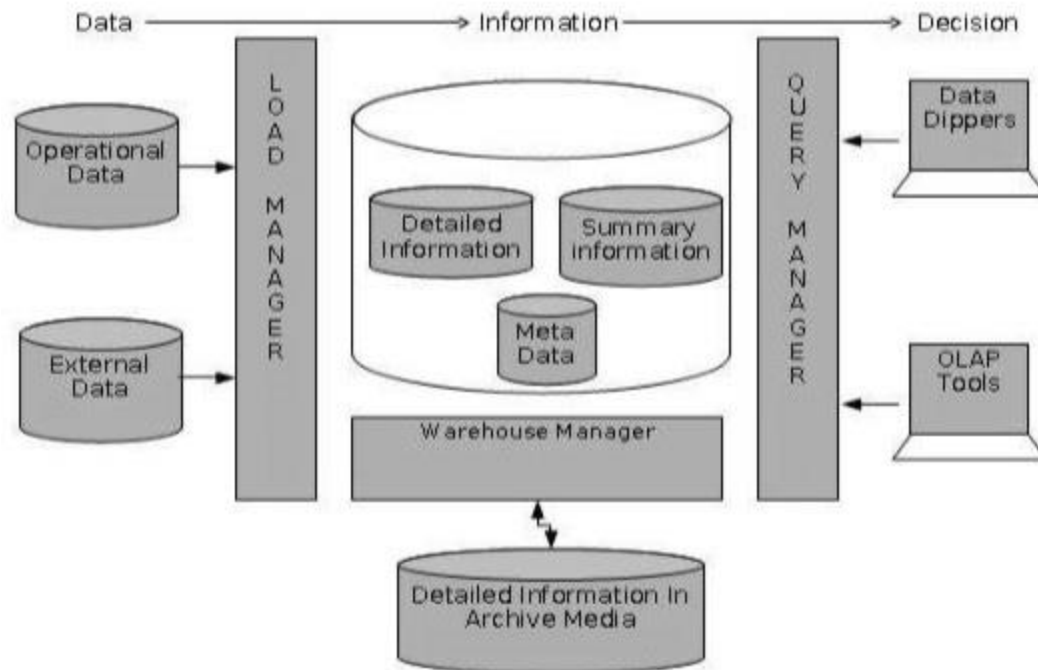 Data
Information
Decision
LOAD MANAGER
QUERY MANAGER
Operational
Data
External
Data
Detailed
Information
Summary
information
Meta
Data
Warehouse Manager
Detailed Information In
Archive Media
Data
Dippers
OLAP
Tools